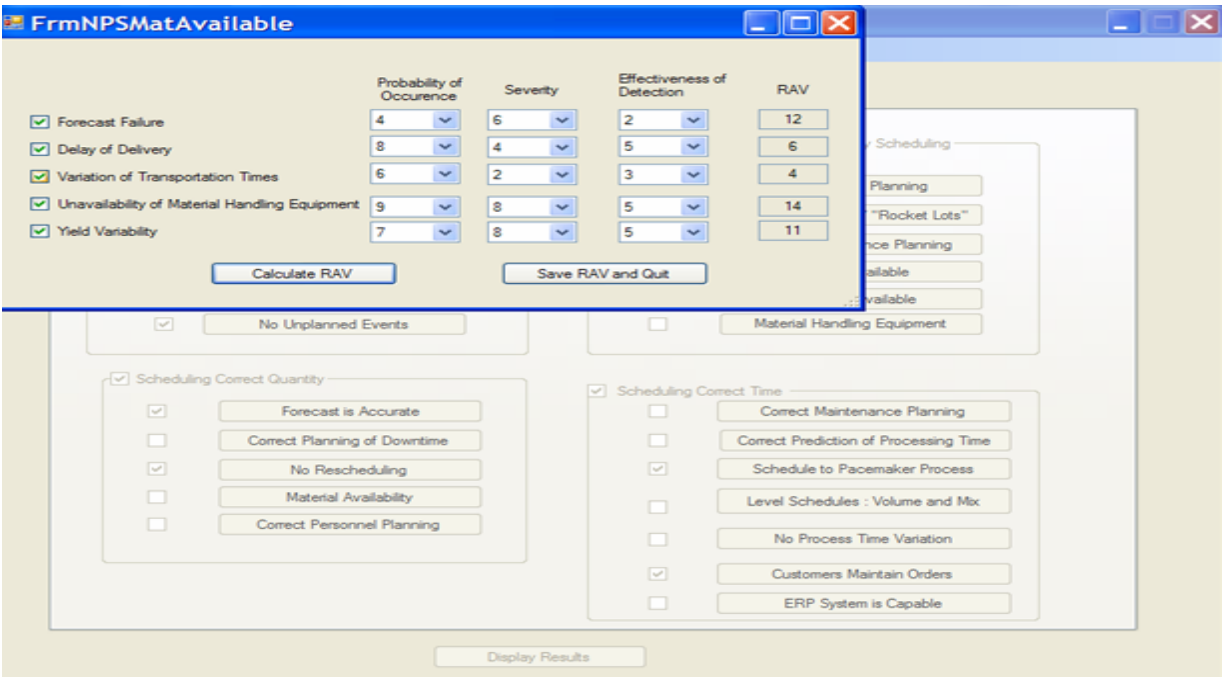 FrmNPSMatAvailable
Probability of
Occurence
Severity
Effectiveness of
Detection
RAV
Forecast Failure 4 6 2 12
Delay of Delivery 8 4 5 6
Variation of Transportation Times 6 2 3 4
Unavailability of Material Handling Equipment 9 8 5 14
Yield Variability 7 8 5 11
Calculate RAV Save RAV and Quit
Scheduling
Planning
"Rocket Lots"
Planning
No Unplanned Events
Material Handling Equipment
Scheduling Correct Quantity
Forecast is Accurate
Correct Planning of Downtime
No Rescheduling
Material Availability
Correct Personnel Planning
Scheduling Correct Time
Correct Maintenance Planning
Correct Prediction of Processing Time
Schedule to Pacemaker Process
Level Schedules : Volume and Mix
No Process Time Variation
Customers Maintain Orders
ERP System is Capable
Display Results